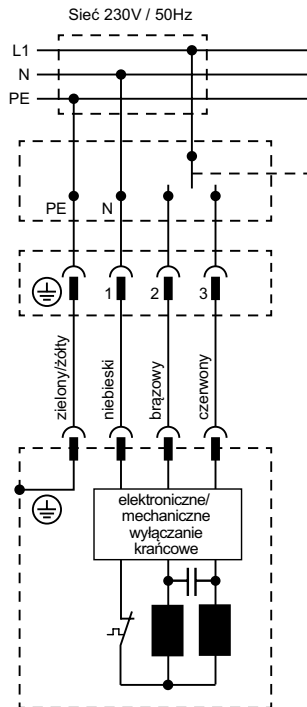 Sieć 230V / 50Hz
L1
N
PE
PE
N
1
2
3
zielony/żółty
niebieski
brązowy
czerwony
elektroniczne/
mechaniczne
wyłączanie
krańcowe